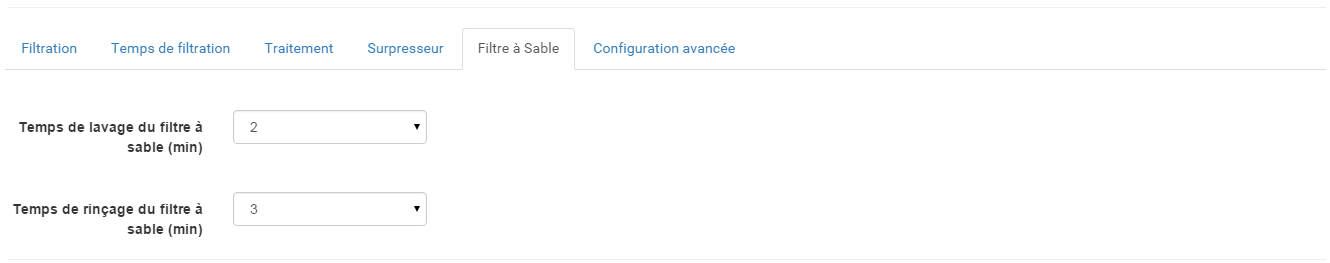 Filtration Temps de filtration Traitement Surpresseur Filtre à Sable Configuration avancée
Temps de lavage du filtre à
sable (min)
2
Temps de rinçage du filtre à
sable (min)
3